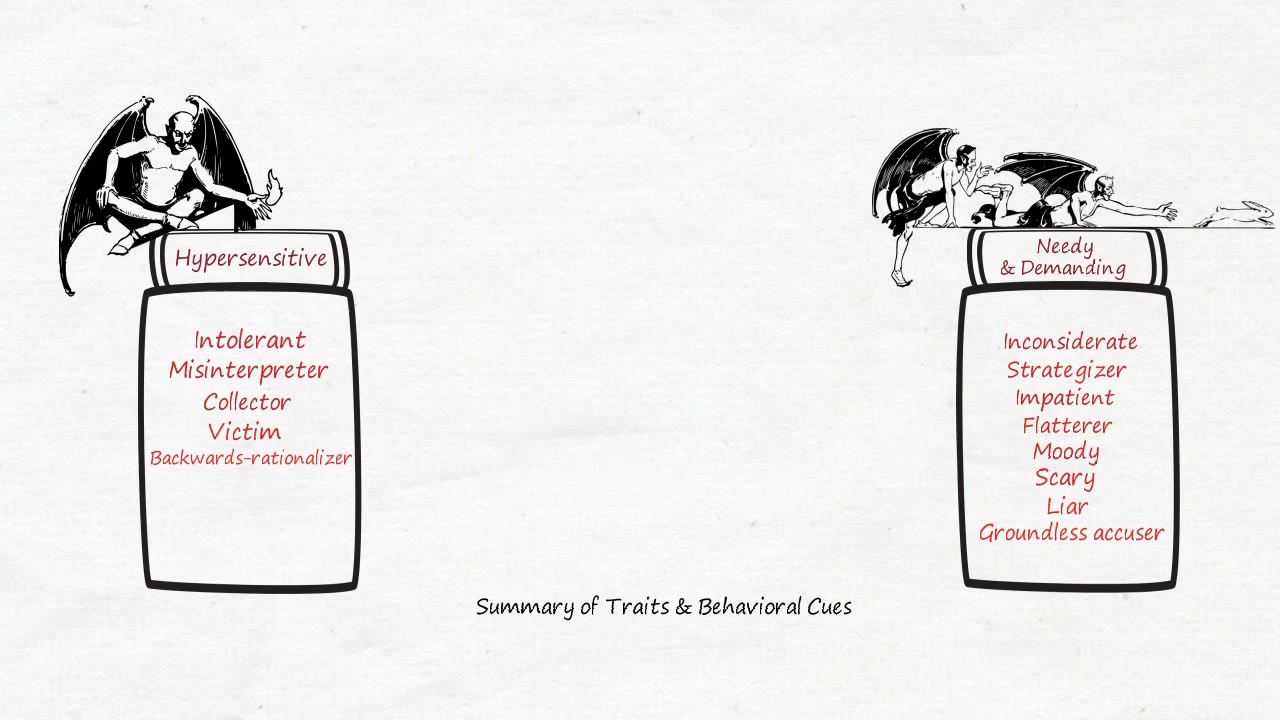 Hypersensitive
Intolerant
Misinterpreter
Collector
Victim
Backwards-rationalizer
Needy
& Demanding
Inconsiderate
Strategizer
Impatient
Flatterer
Moody
Scary
Liar
Groundless accuser
Summary of Traits & Behavioral Cues